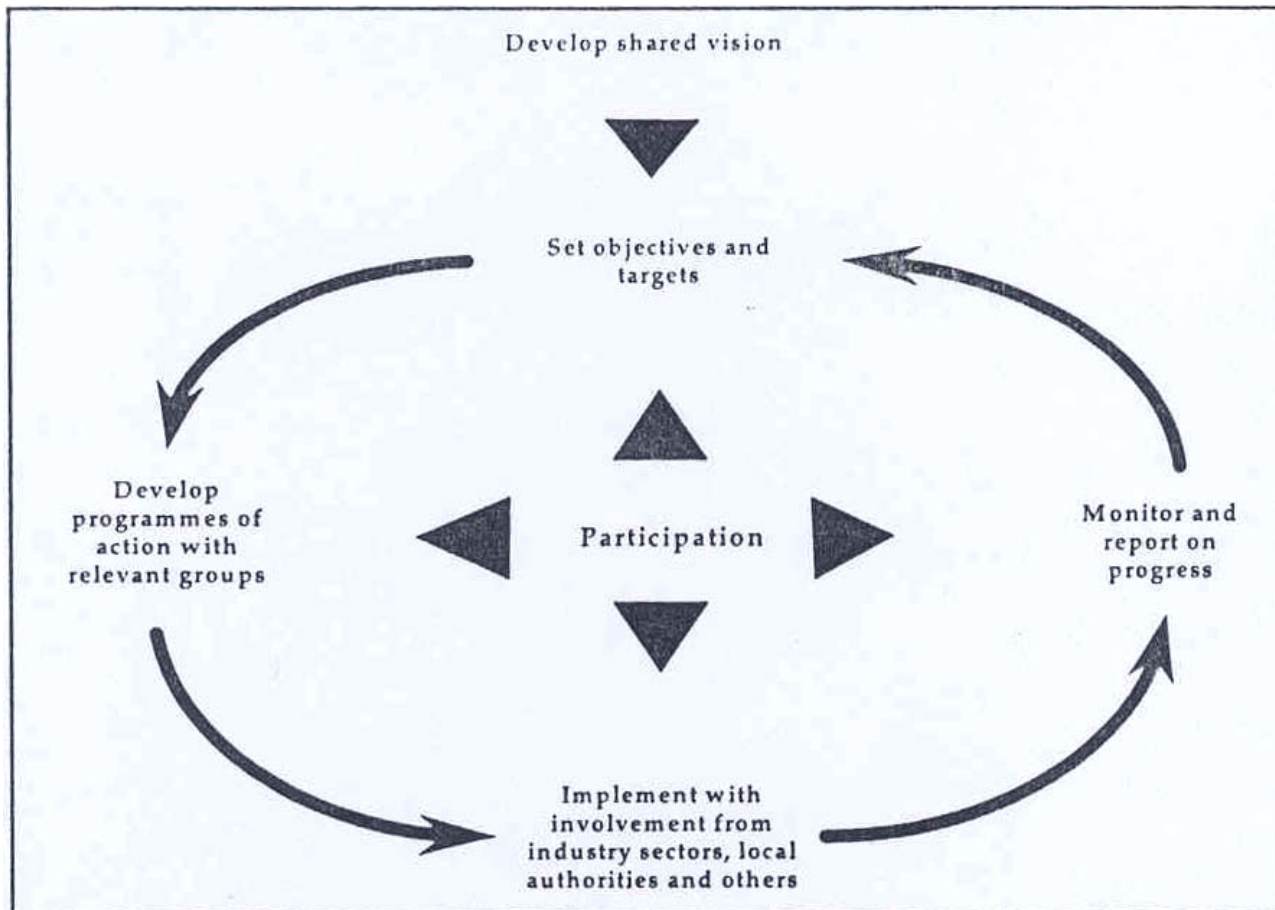 Develop shared vision
Set objectives and
targets
Develop
programmes of
action with
relevant groups
Participation
Monitor and
report on
progress
Implement with
involvement from
industry sectors, local
authorities and others